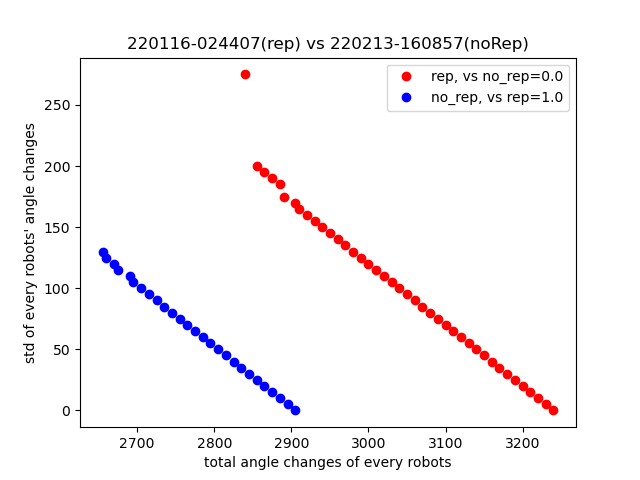 220116-024407(rep) vs 220213-160857(noRep)
rep, vs no_rep=0.0
no_rep, vs rep=1.0
std of every robots' angle changes
250
200
150
100
50
0
2700 2800 2900 3000 3100 3200
total angle changes of every robots